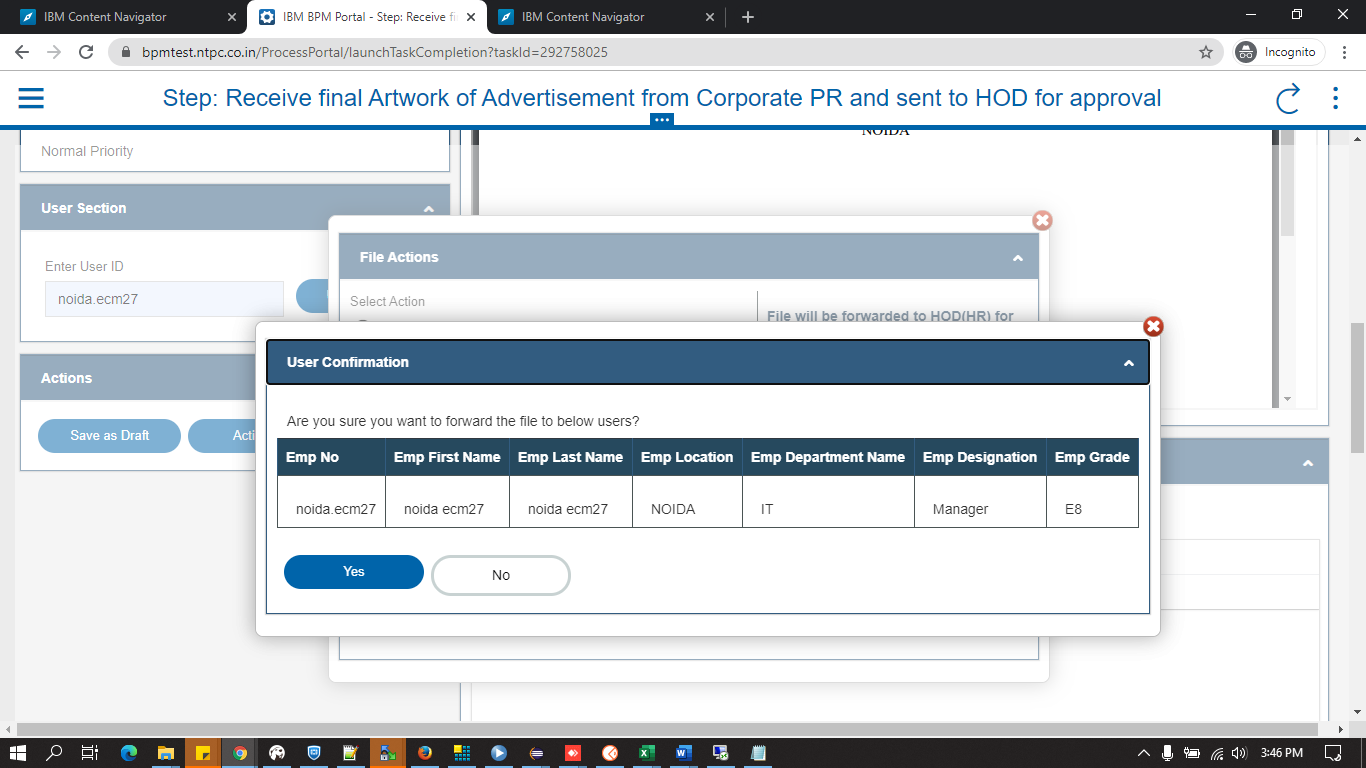 IBM Content Navigator
IBM BPM Portal - Step: Receive fi
IBM Content Navigator
bpmtest.ntpc.co.in/ProcessPortal/launchTaskCompletion?taskId=292758025
Incognito
Step: Receive final Artwork of Advertisement from Corporate PR and sent to HOD for approval
NOIDA
Normal Priority
User Section
File Actions
Enter User ID
noida.ecm27
Select Action
File will be forwarded to HOD(HR) for
User Confirmation
Actions
Are you sure you want to forward the file to below users?
Save as Draft
Acti
Emp No Emp First Name Emp Last Name Emp Location Emp Department Name Emp Designation Emp Grade
noida.ecm27 noida ecm27 noida ecm27 NOIDA IT Manager E8
Yes
No
3:46 PM